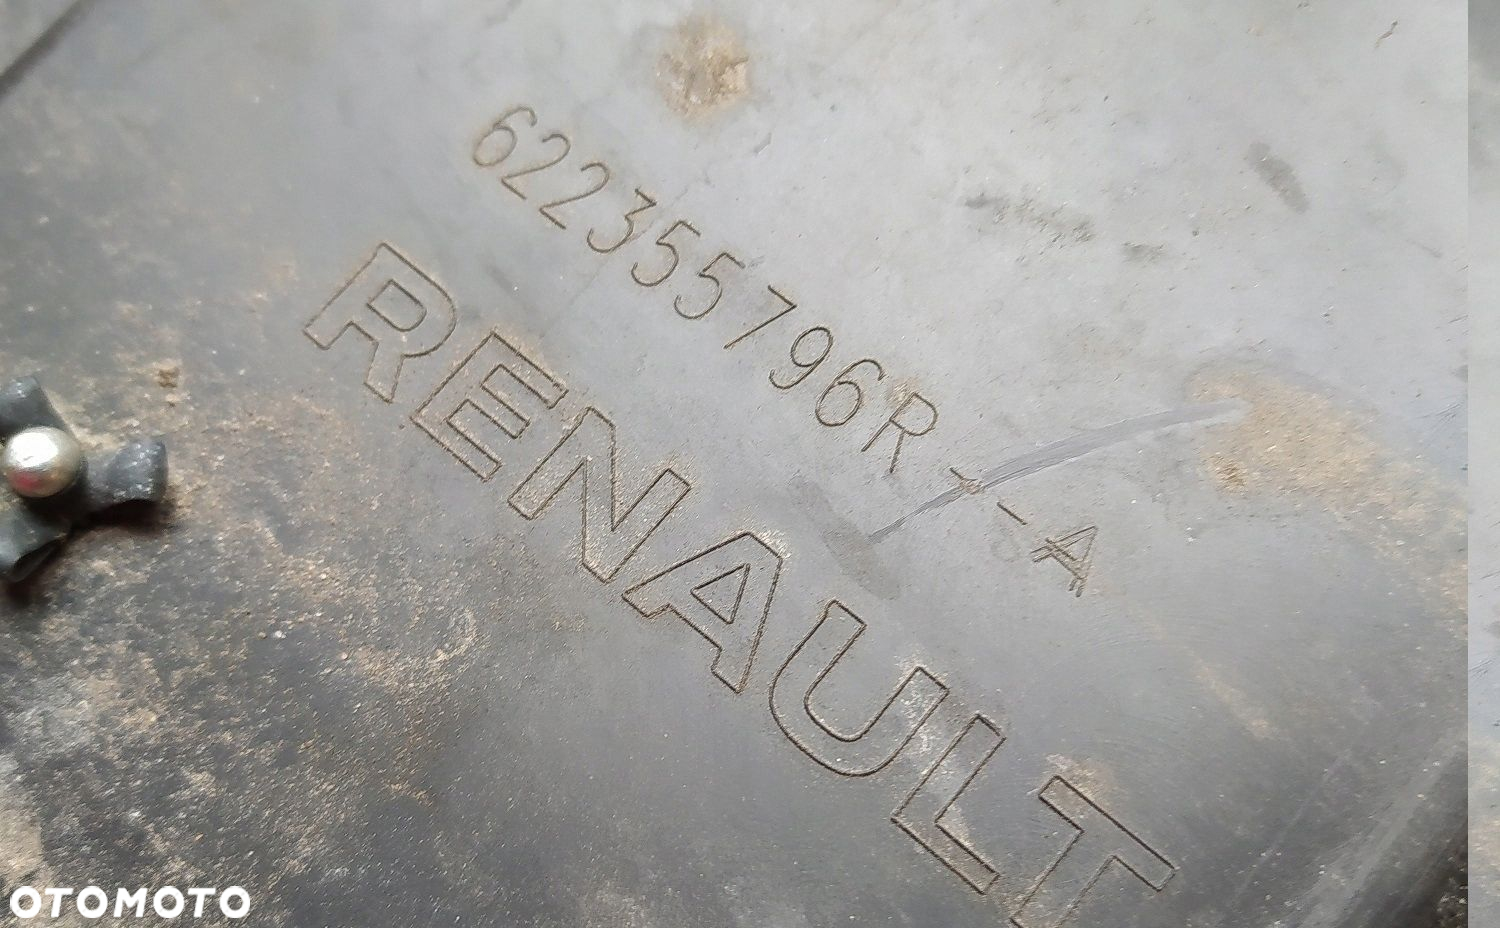 622355796R --A
RENAULT
OTOMOTO